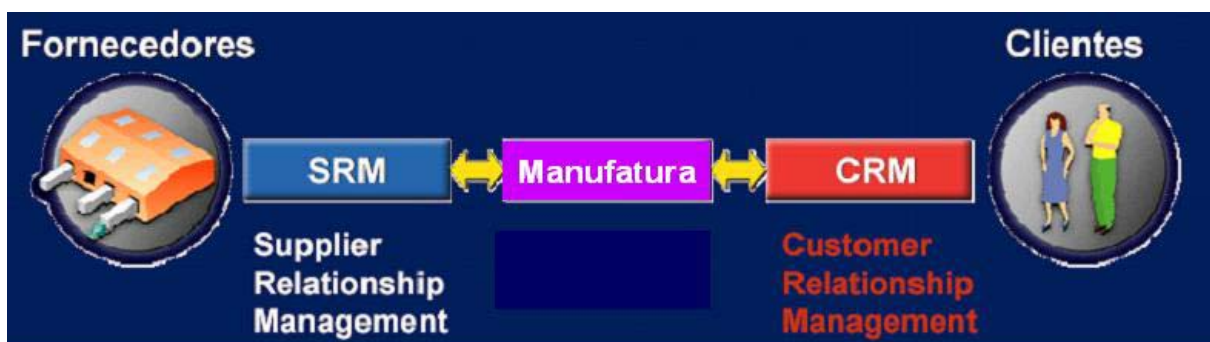 Fornecedores
Clientes
SRM
Manufatura
CRM
Supplier
Relationship
Management
Customer
Relationship
Management